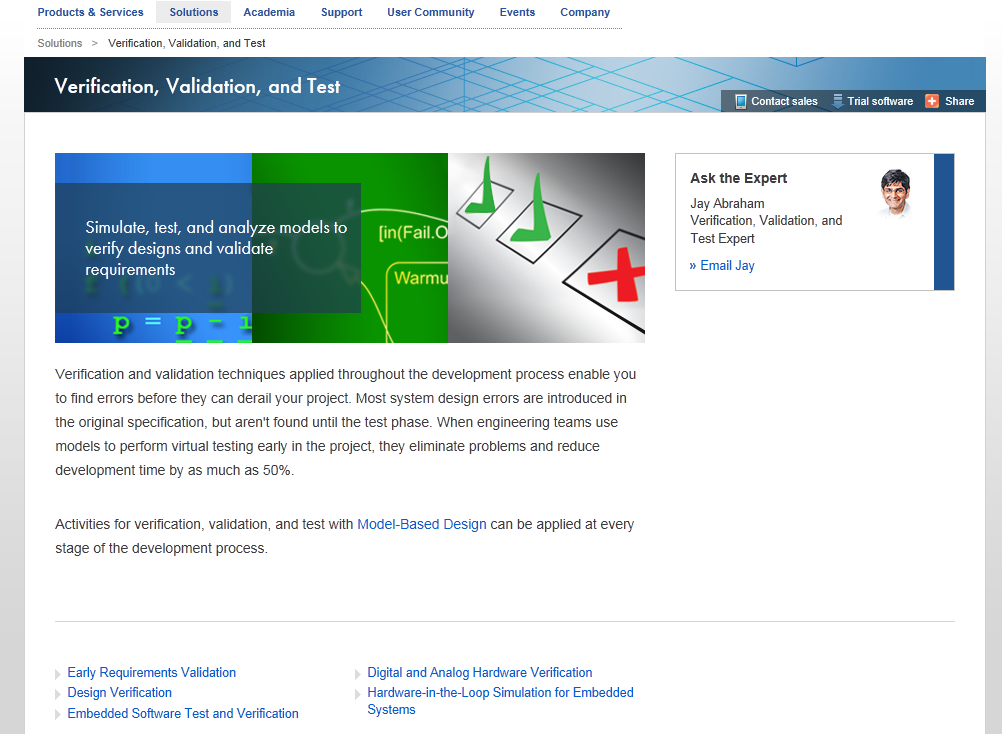 Products & Services Solutions Academia Support User Community Events Company
Solutions > Verification, Validation, and Test
Verification, Validation, and Test
Contact sales Trial software Share
Simulate, test, and analyze models to
verify designs and validate
requirements
[in(Fail.O
Warmu
p = p - i
Ask the Expert
Jay Abraham
Verification, Validation, and
Test Expert
» Email Jay
Verification and validation techniques applied throughout the development process enable you
to find errors before they can derail your project. Most system design errors are introduced in
the original specification, but aren't found until the test phase. When engineering teams use
models to perform virtual testing early in the project, they eliminate problems and reduce
development time by as much as 50%.
Activities for verification, validation, and test with Model-Based Design can be applied at every
stage of the development process.
Early Requirements Validation
Design Verification
Embedded Software Test and Verification
Digital and Analog Hardware Verification
Hardware-in-the-Loop Simulation for Embedded
Systems